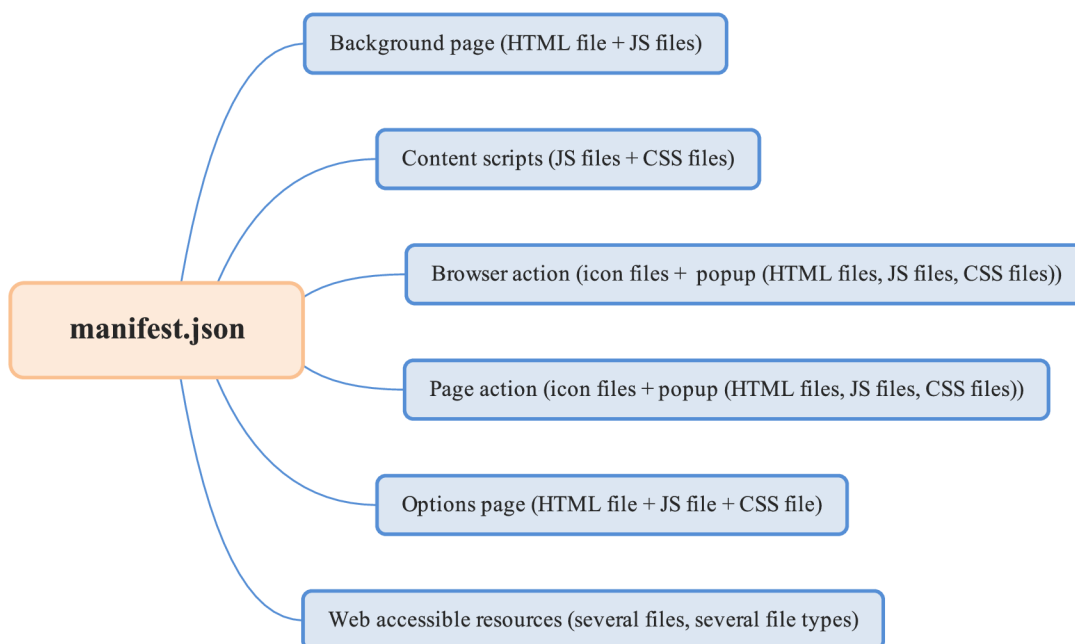 Background page (HTML file + JS files)
Content scripts (JS files + CSS files)
Browser action (icon files + popup (HTML files, JS files, CSS files))
manifest.json
Page action (icon files + popup (HTML files, JS files, CSS files))
Options page (HTML file + JS file + CSS file)
Web accessible resources (several files, several file types)